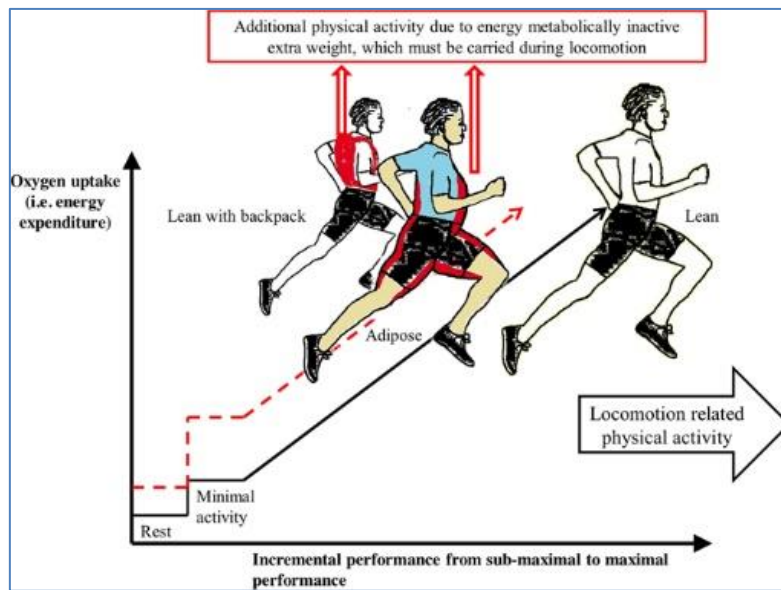 Additional physical activity due to energy metabolically inactive
extra weight, which must be carried during locomotion
Oxygen uptake
(i.e. energy
expenditure)
Lean with backpack
Lean
Adipose
Locomotion related
physical activity
Minimal
activity
Rest
Incremental performance from sub-maximal to maximal
performance